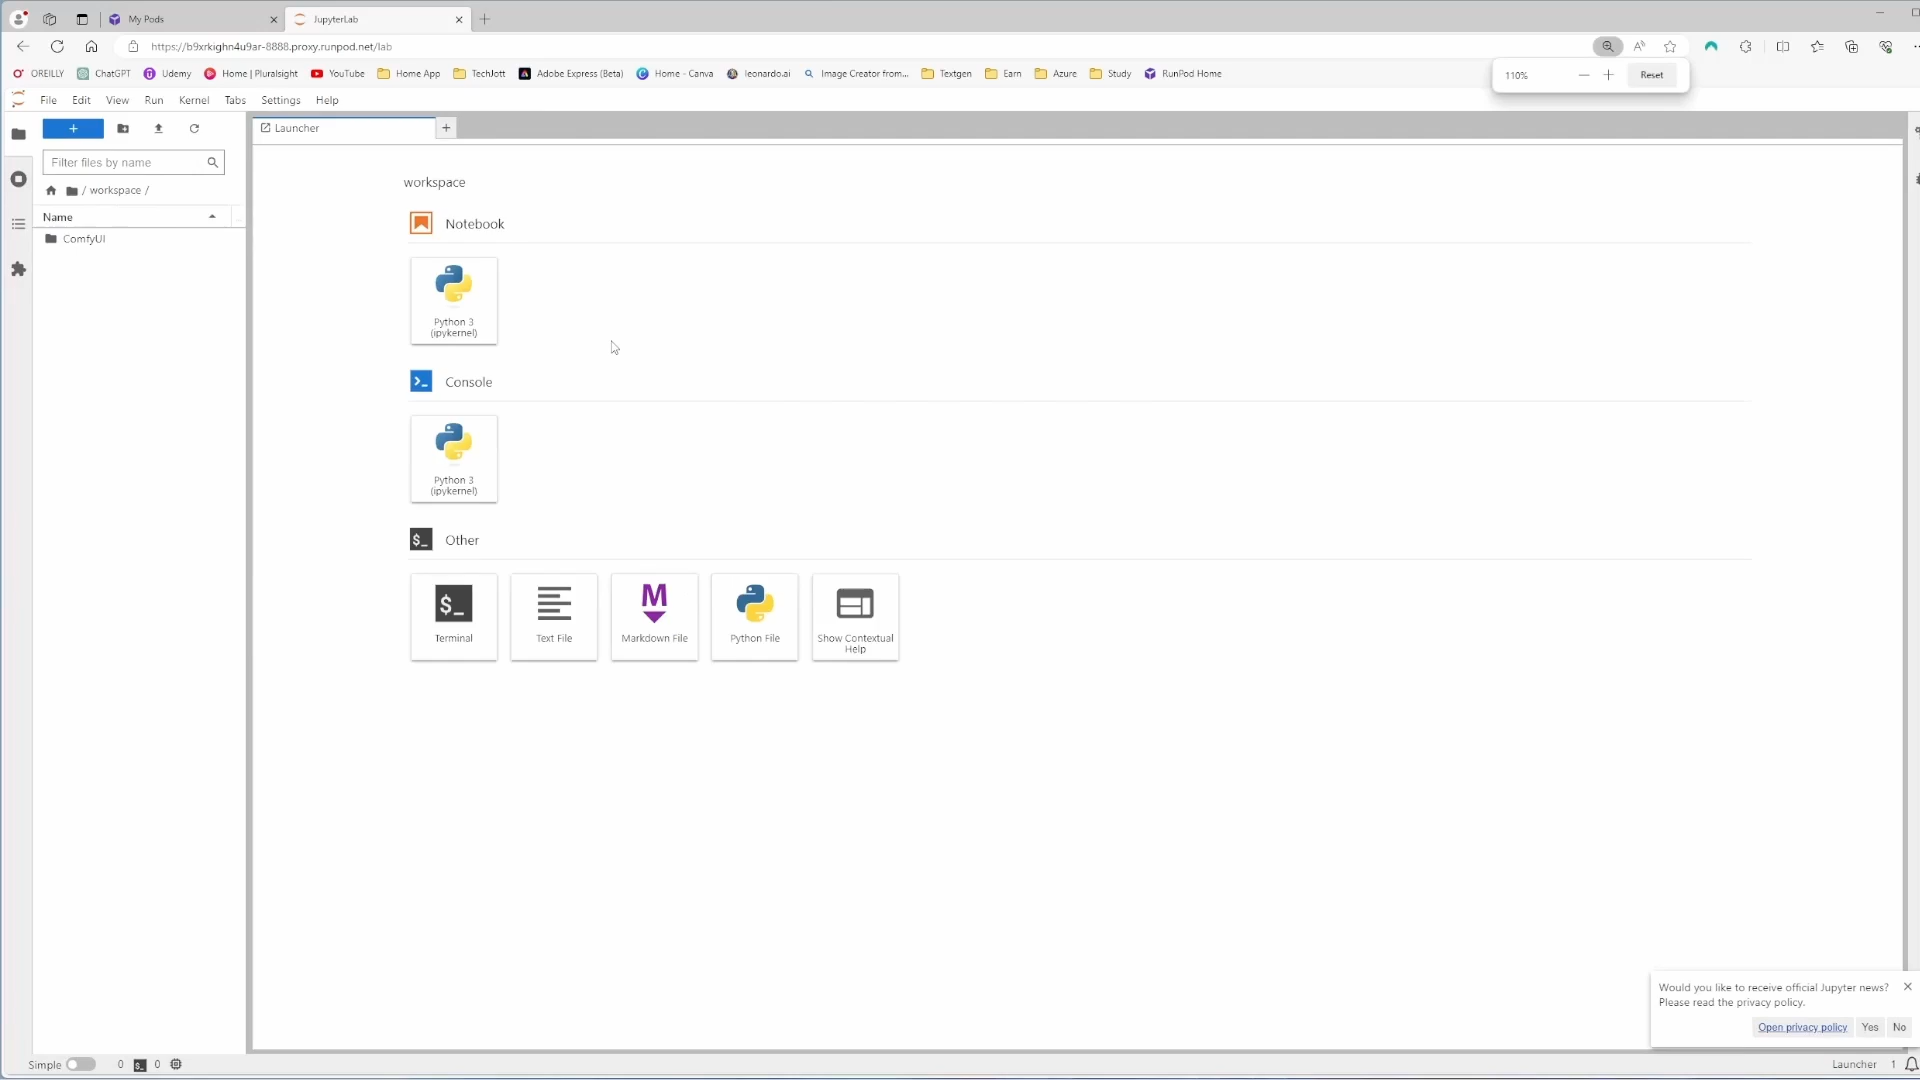 My Pods
JupyterLab
https://b9xrkighn4u9ar-8888.proxy.runpod.net/lab
OREILLY
ChatGPT
Udemy
Home | Pluralsight
YouTube
Home App
TechJott
Adobe Express (Beta)
Home - Canva
leonardo.ai
Image Creator from...
Textgen
Earn
Azure
Study
RunPod Home
110%
Reset
File
Edit
View
Run
Kernel
Tabs
Settings
Help
Launcher
Filter files by name
/ workspace /
Name
ComfyUI
workspace
Notebook
Python 3
(ipykernel)
Console
Python 3
(ipykernel)
$_ Other
$_
Terminal
Text File
M
Markdown File
Python File
Show Contextual
Help
Would you like to receive official Jupyter news?
Please read the privacy policy.
Open privacy policy
Yes
No
Simple
0
$_
0
Launcher
1